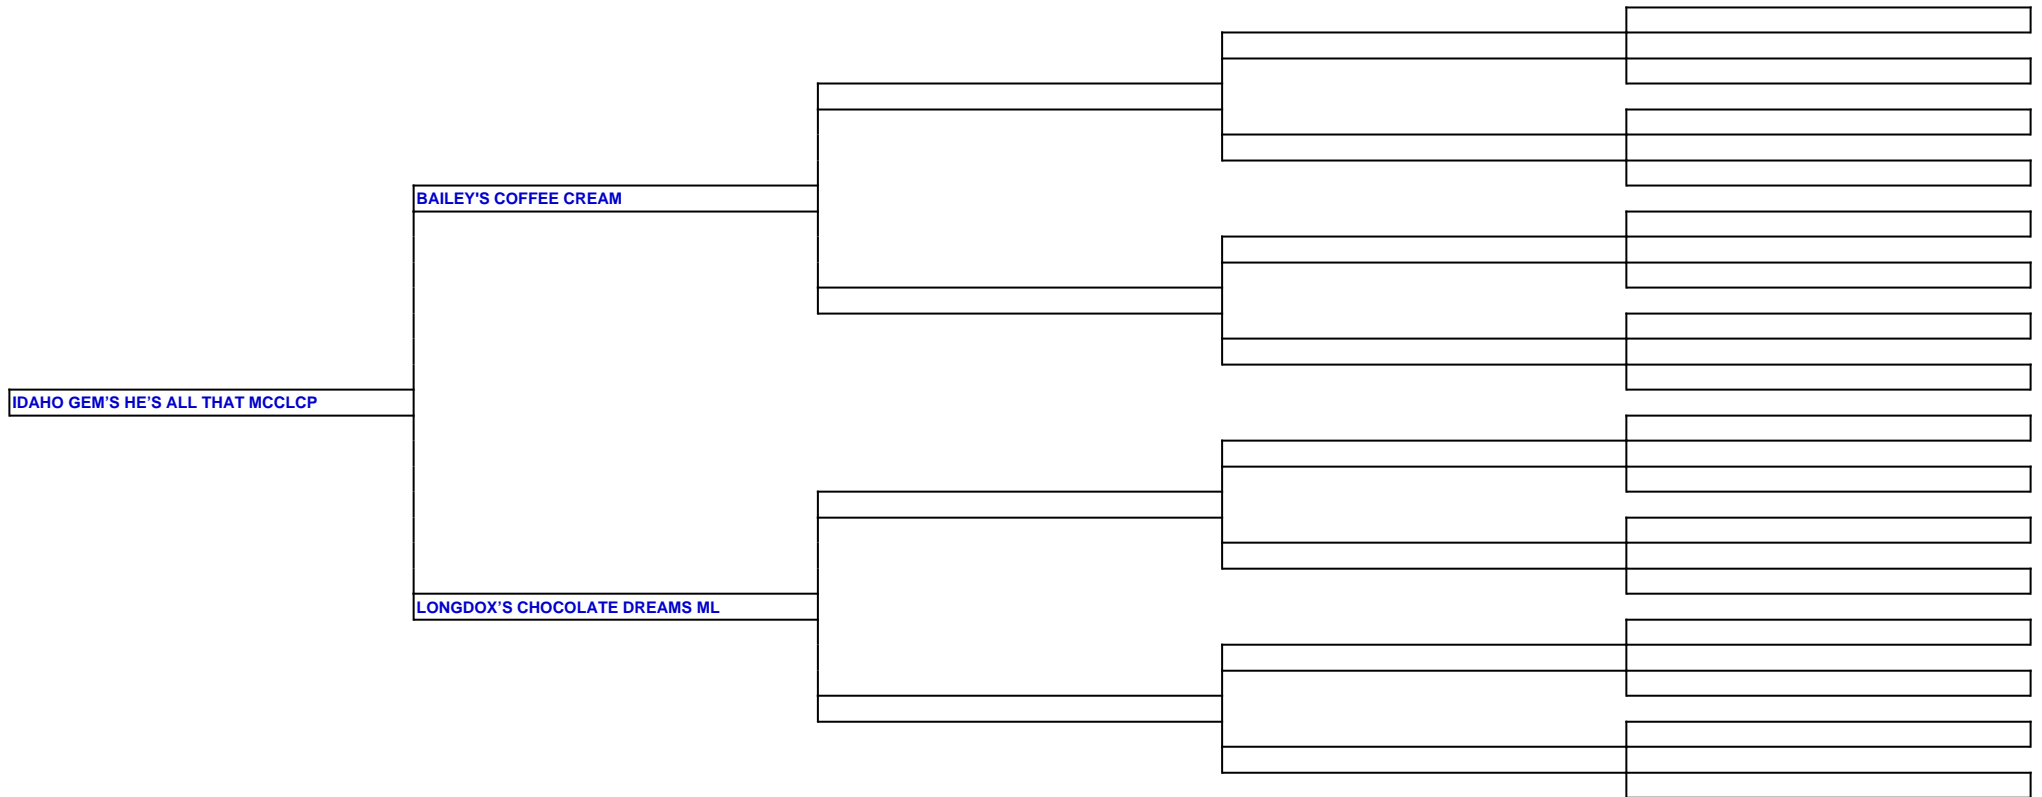 BAILEY'S COFFEE CREAM
IDAHO GEM’S HE’S ALL THAT MCCLCP
LONGDOX’S CHOCOLATE DREAMS ML